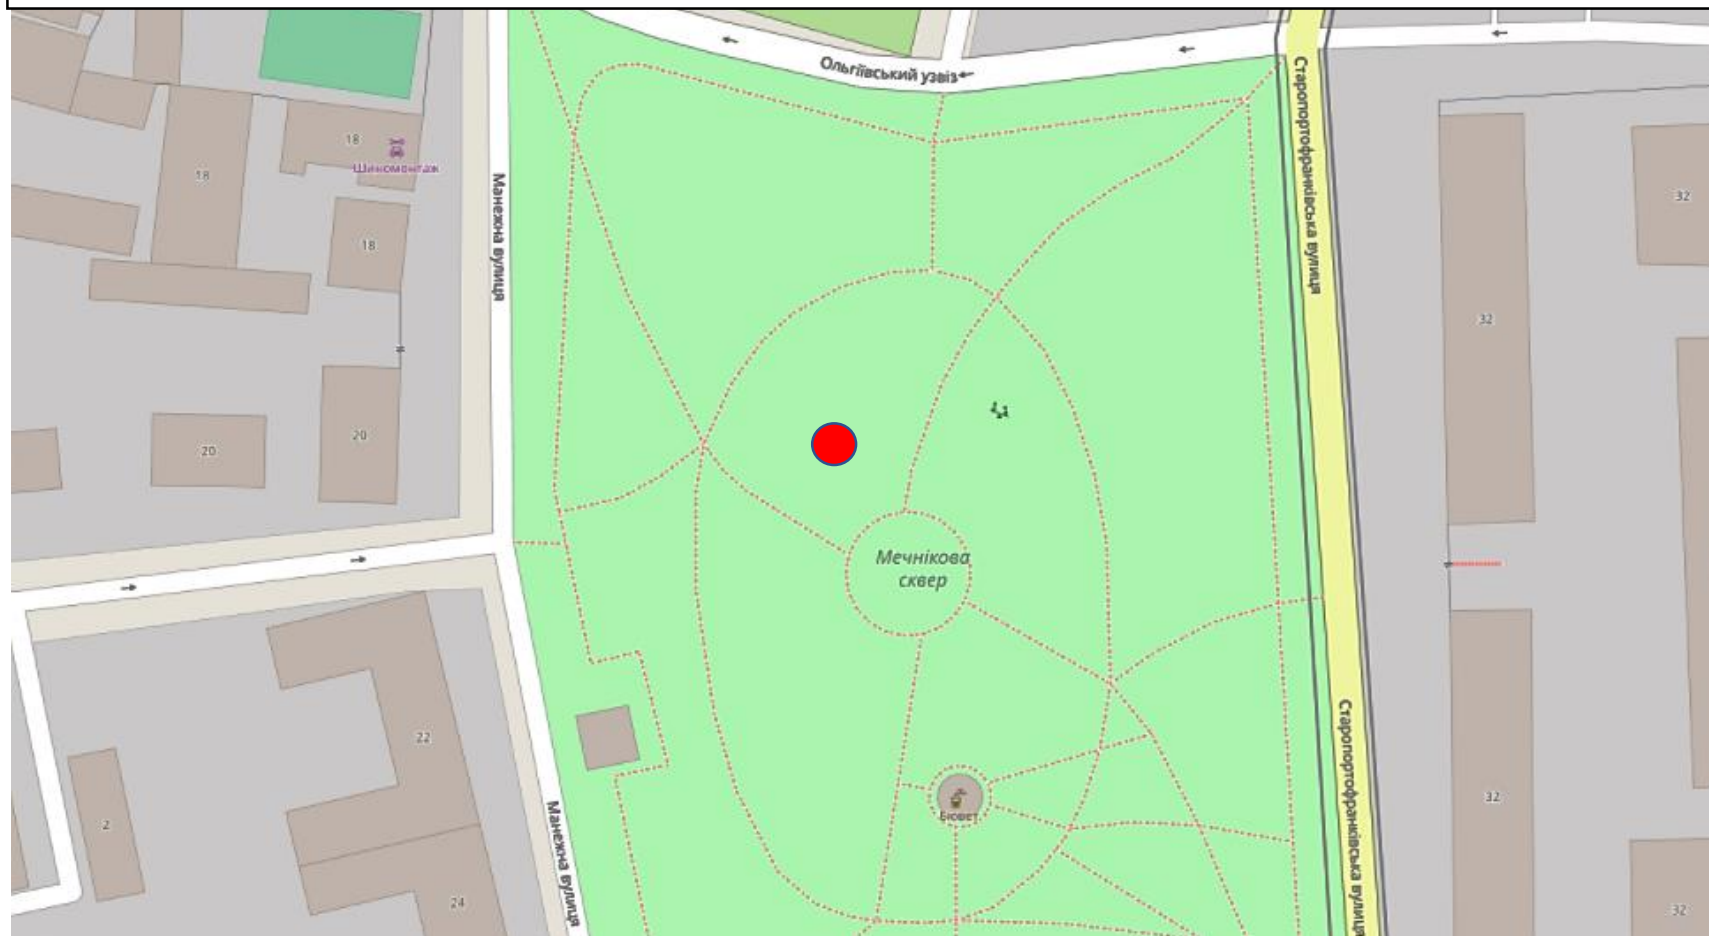 Ольгіївський узвіз
Старопортофранківська вулиця
18
Шиномонтаж
18
32
Манежна вулиця
18
32
20
20
Мечнікова
сквер
Старопортофранківська вулиця
22
32
Бювет
Манежна вулиця
2
24
32